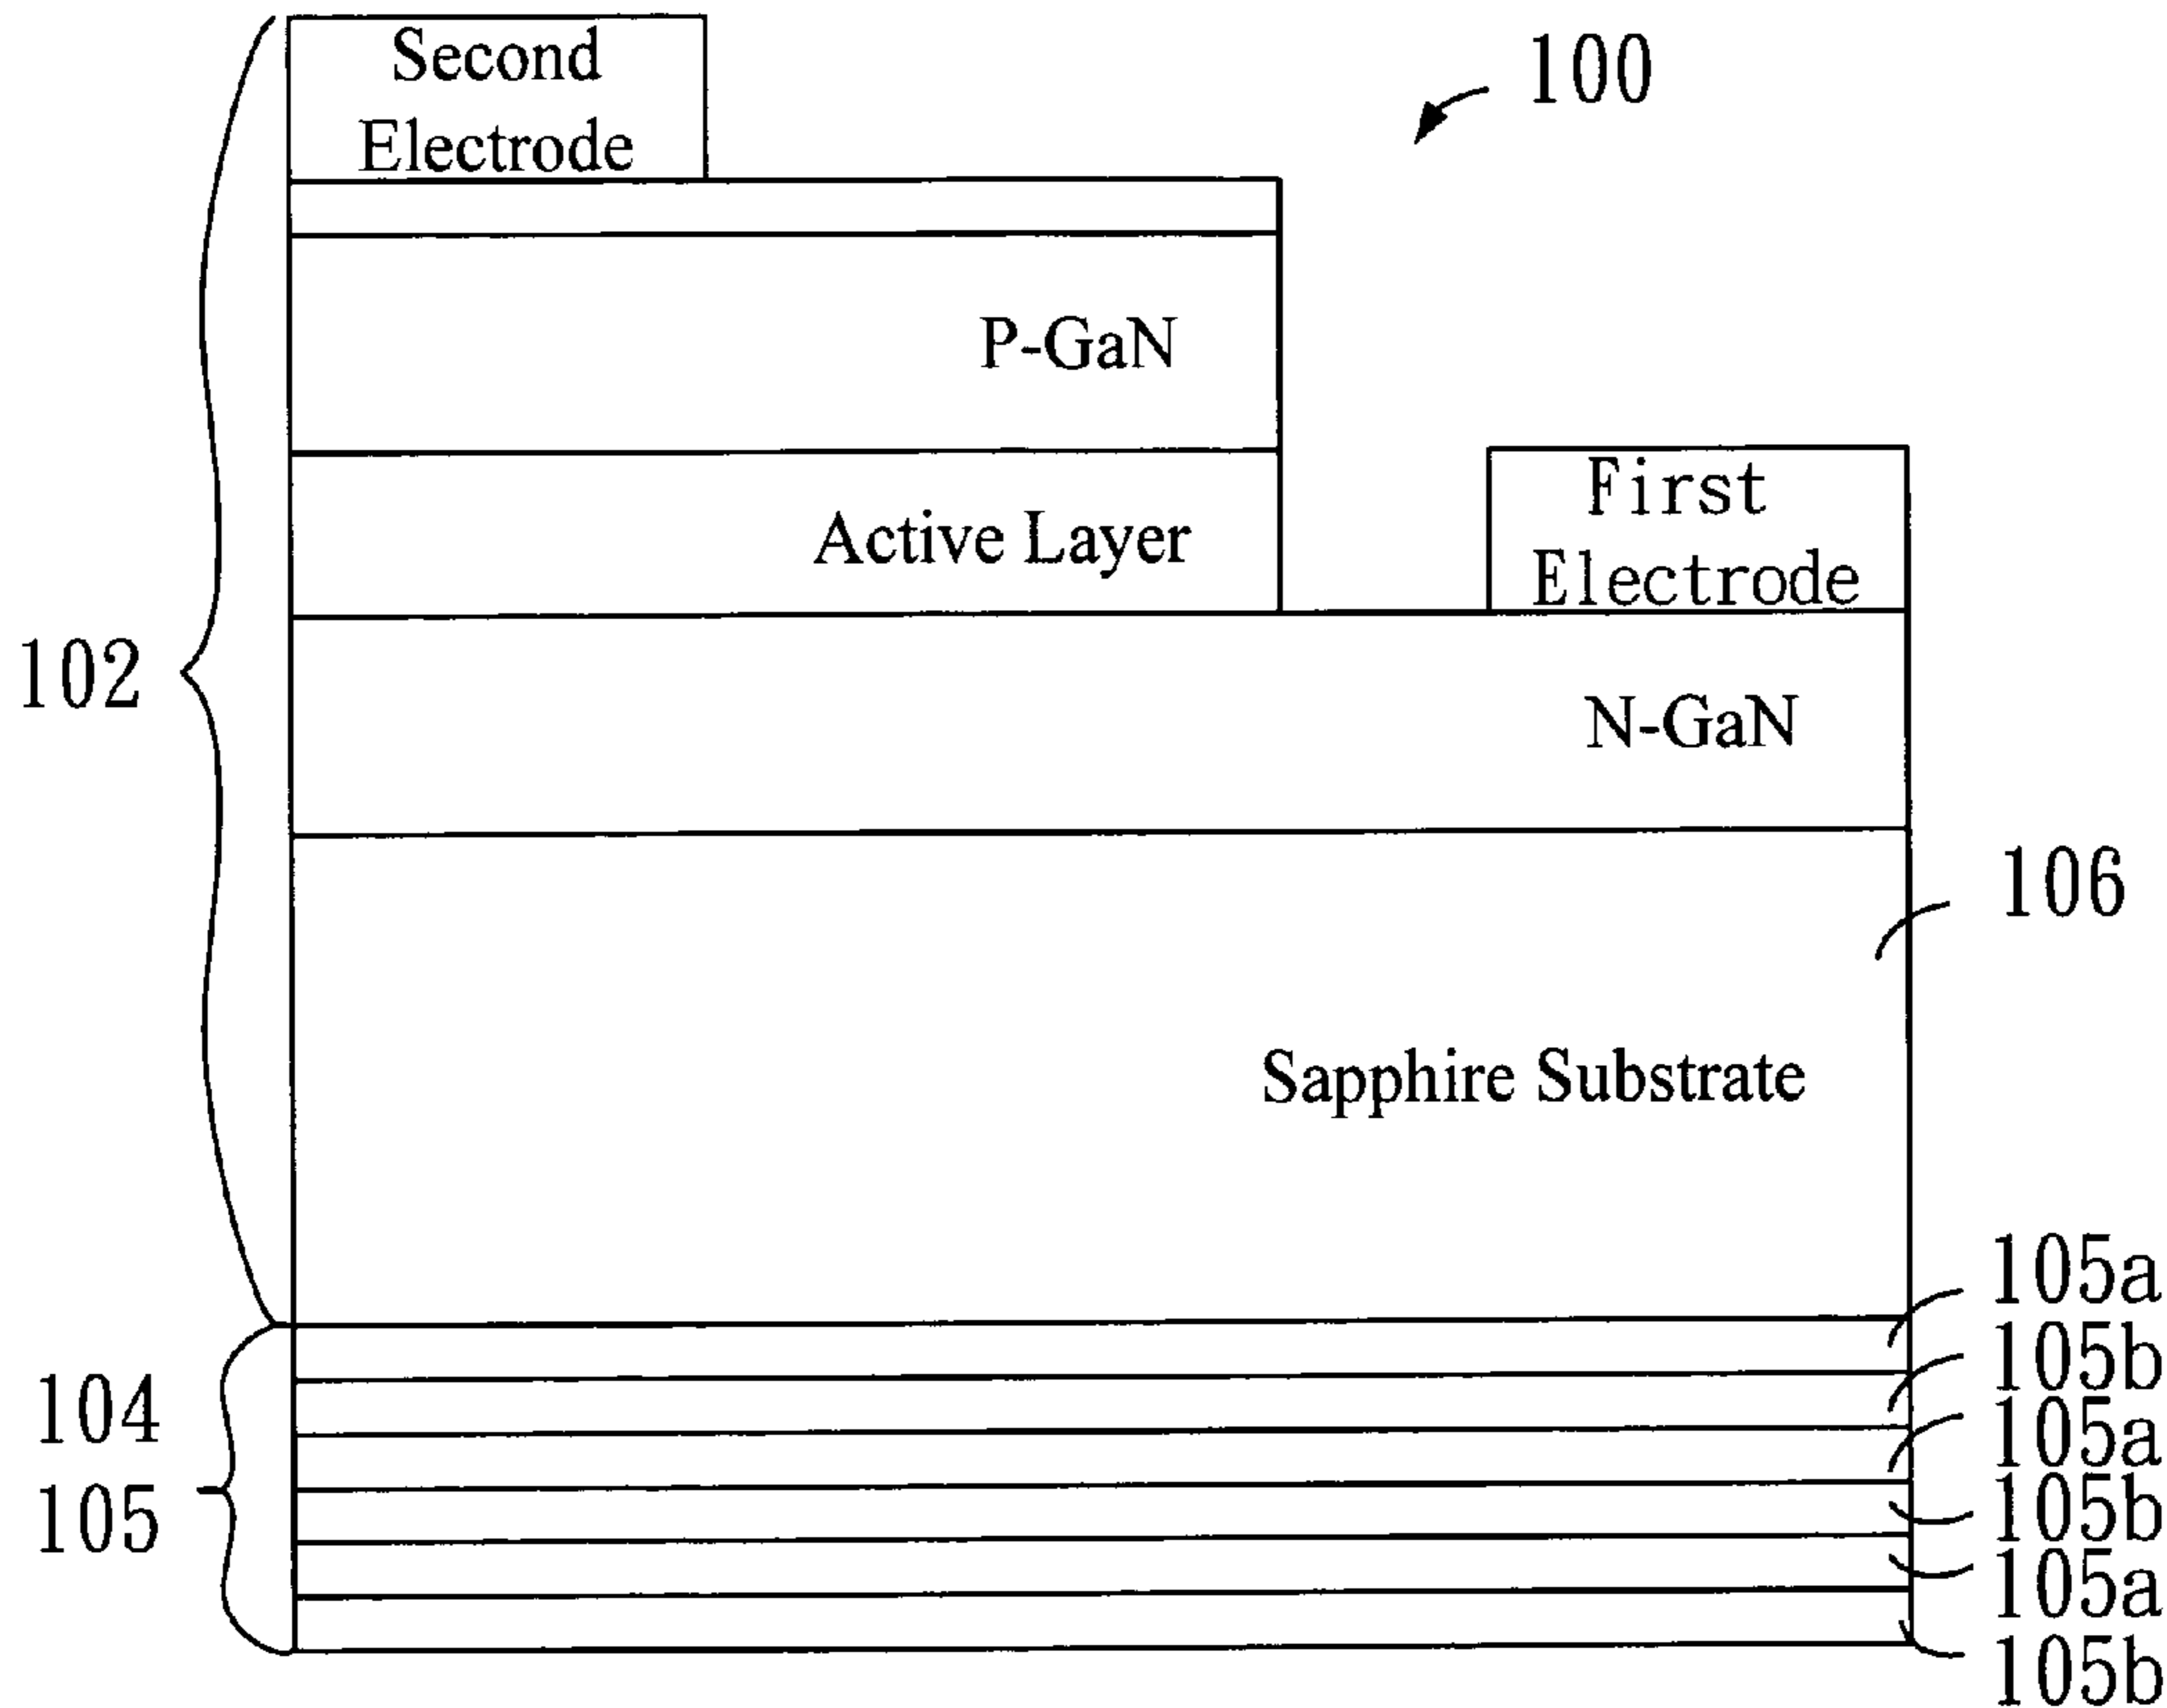 Second
Electrode
100
P-GaN
First
Electrode
Active Layer
102
N-GaN
106
Sapphire Substrate
105a
105b
104
105a
105
105b
105a
105b